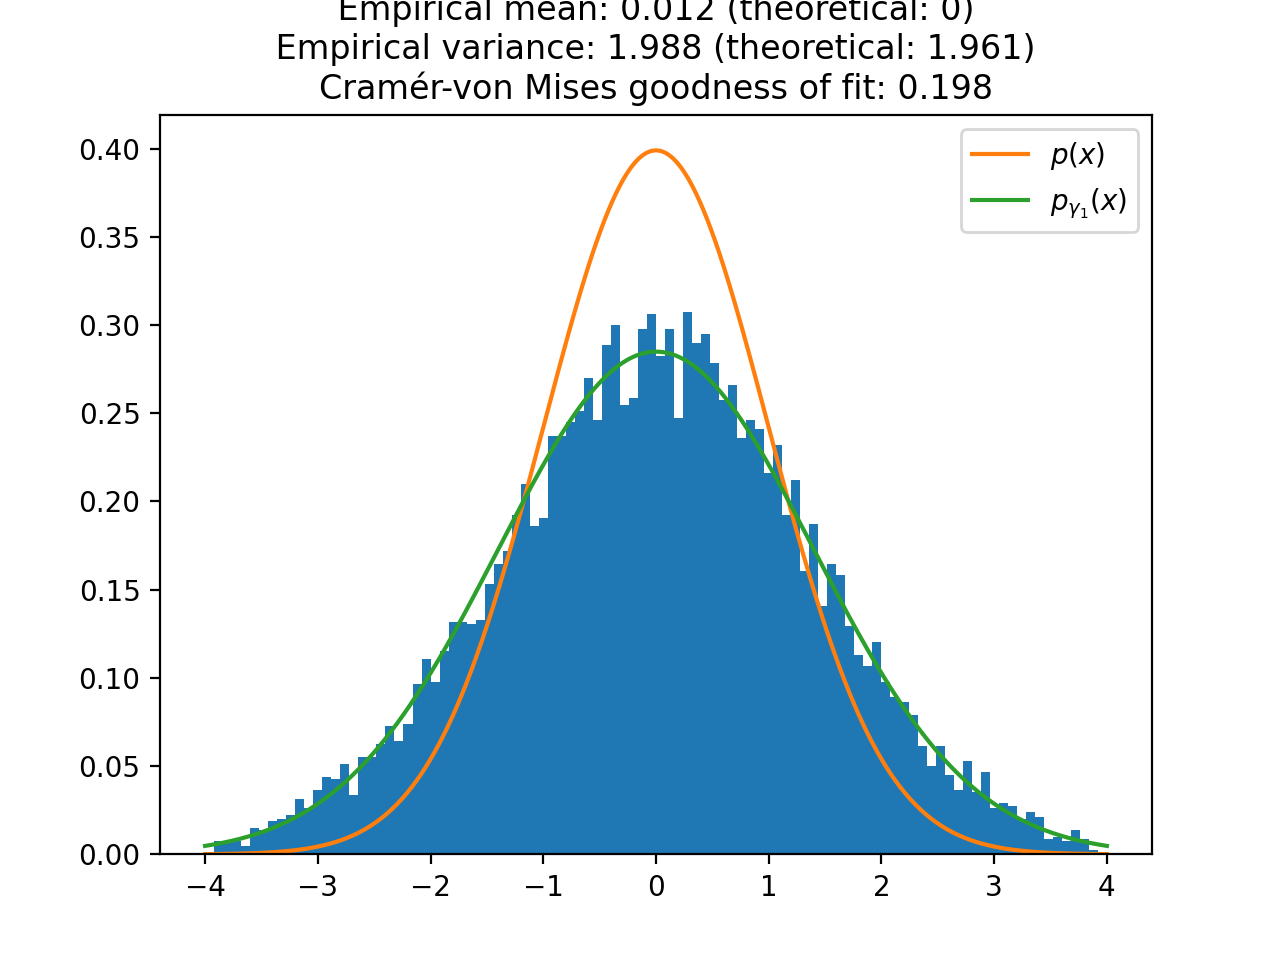 Empirical mean: 0.012 (theoretical: 0)
Empirical variance: 1.988 (theoretical: 1.961)
Cramér-von Mises goodness of fit: 0.198
p(x)
pγ₁(x)
0.40
0.35
0.30
0.25
0.20
0.15
0.10
0.05
0.00
−4 −3 −2 −1 0 1 2 3 4